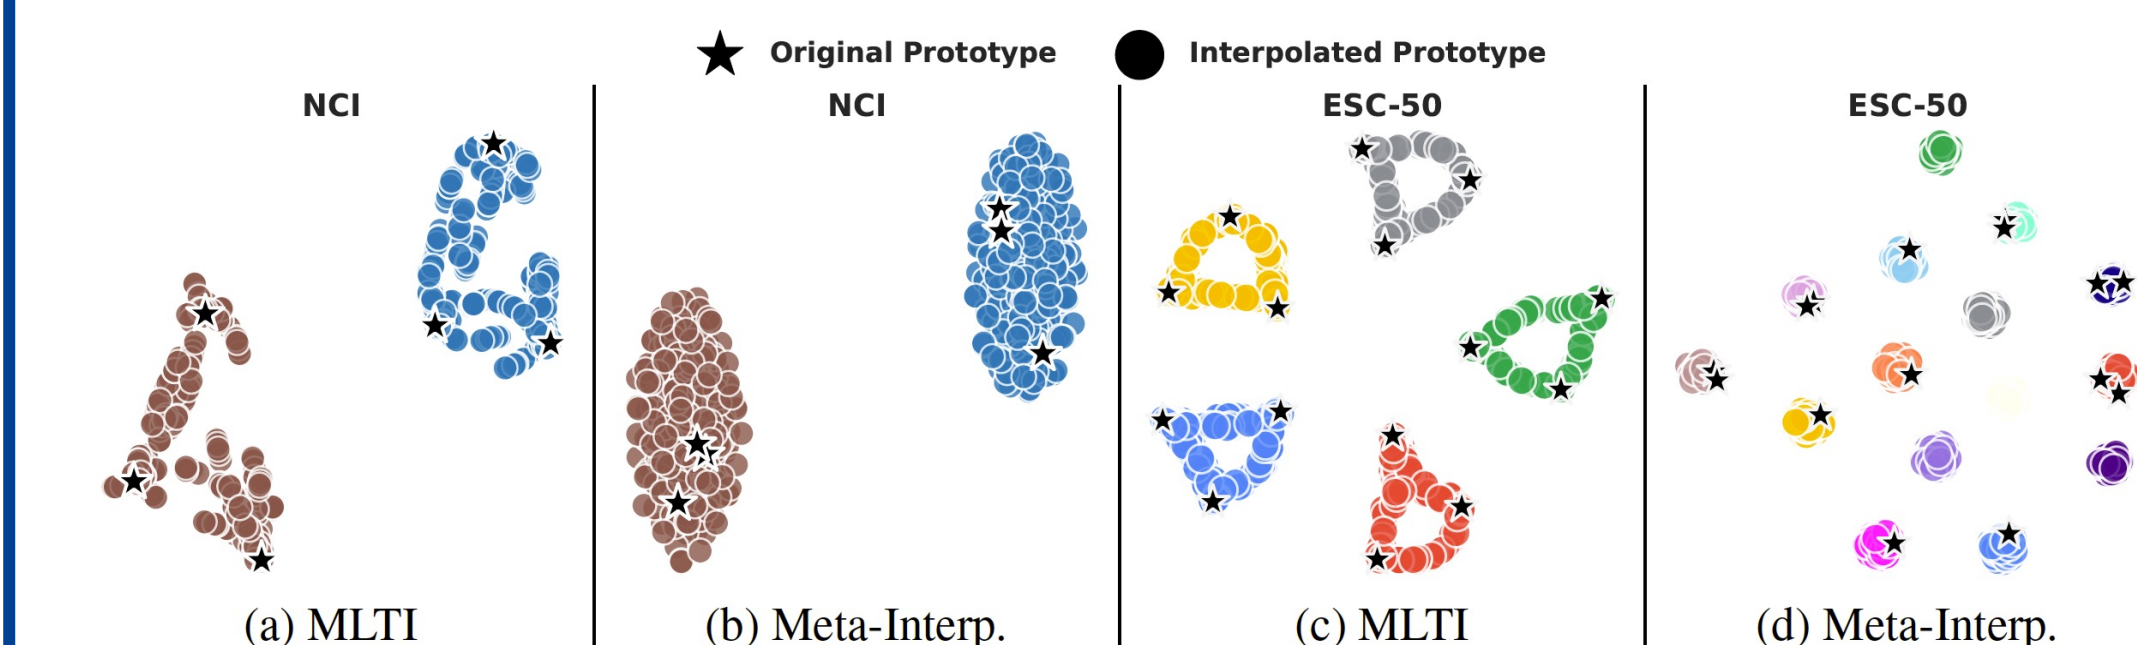 Original Prototype Interpolated Prototype
NCI NCI ESC-50 ESC-50
(a) MLTI (b) Meta-Interp. (c) MLTI (d) Meta-Interp.